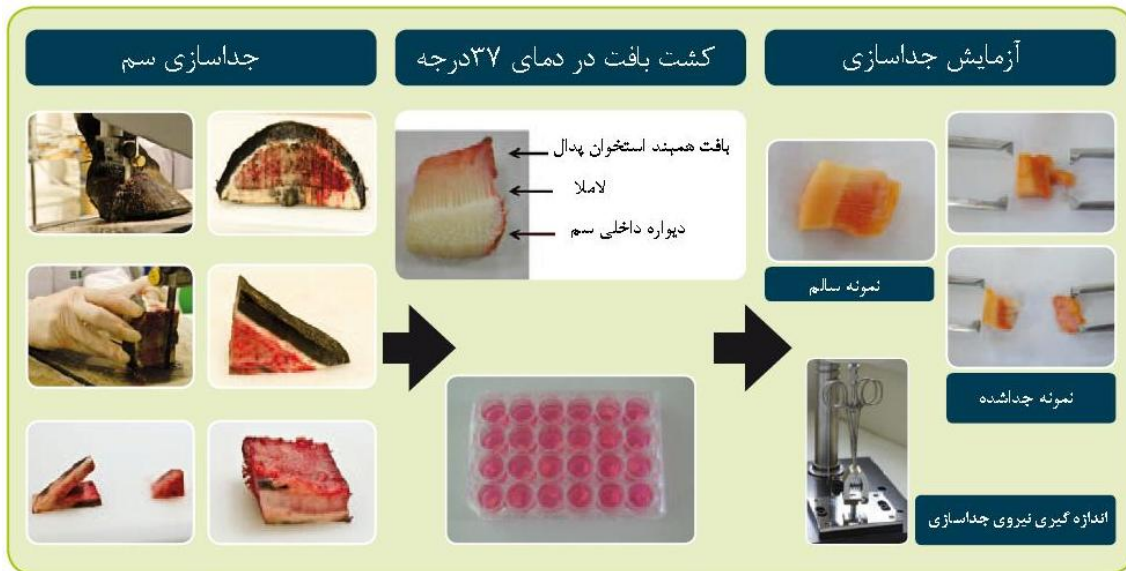 آزمایش جداسازی
کشت بافت در دمای ۳۷درجه
جداسازی سم
بافت همبند استخوان پدال
لاملا
دیواره داخلی سم
نمونه سالم
نمونه جداشده
اندازه گیری نیروی جداسازی